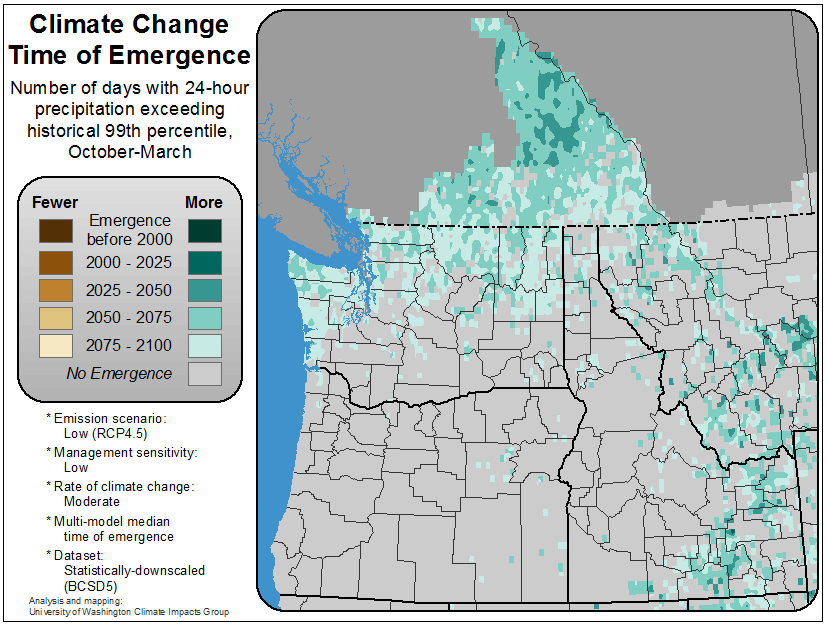 Climate Change
Time of Emergence
Number of days with 24-hour
precipitation exceeding
historical 99th percentile,
October-March
Fewer More
Emergence
before 2000
2000 - 2025
2025 - 2050
2050 - 2075
2075 - 2100
No Emergence
* Emission scenario:
Low (RCP4.5)
* Management sensitivity:
Low
* Rate of climate change:
Moderate
* Multi-model median
time of emergence
* Dataset:
Statistically-downscaled
(BCSD5)
Analysis and mapping:
University of Washington Climate Impacts Group